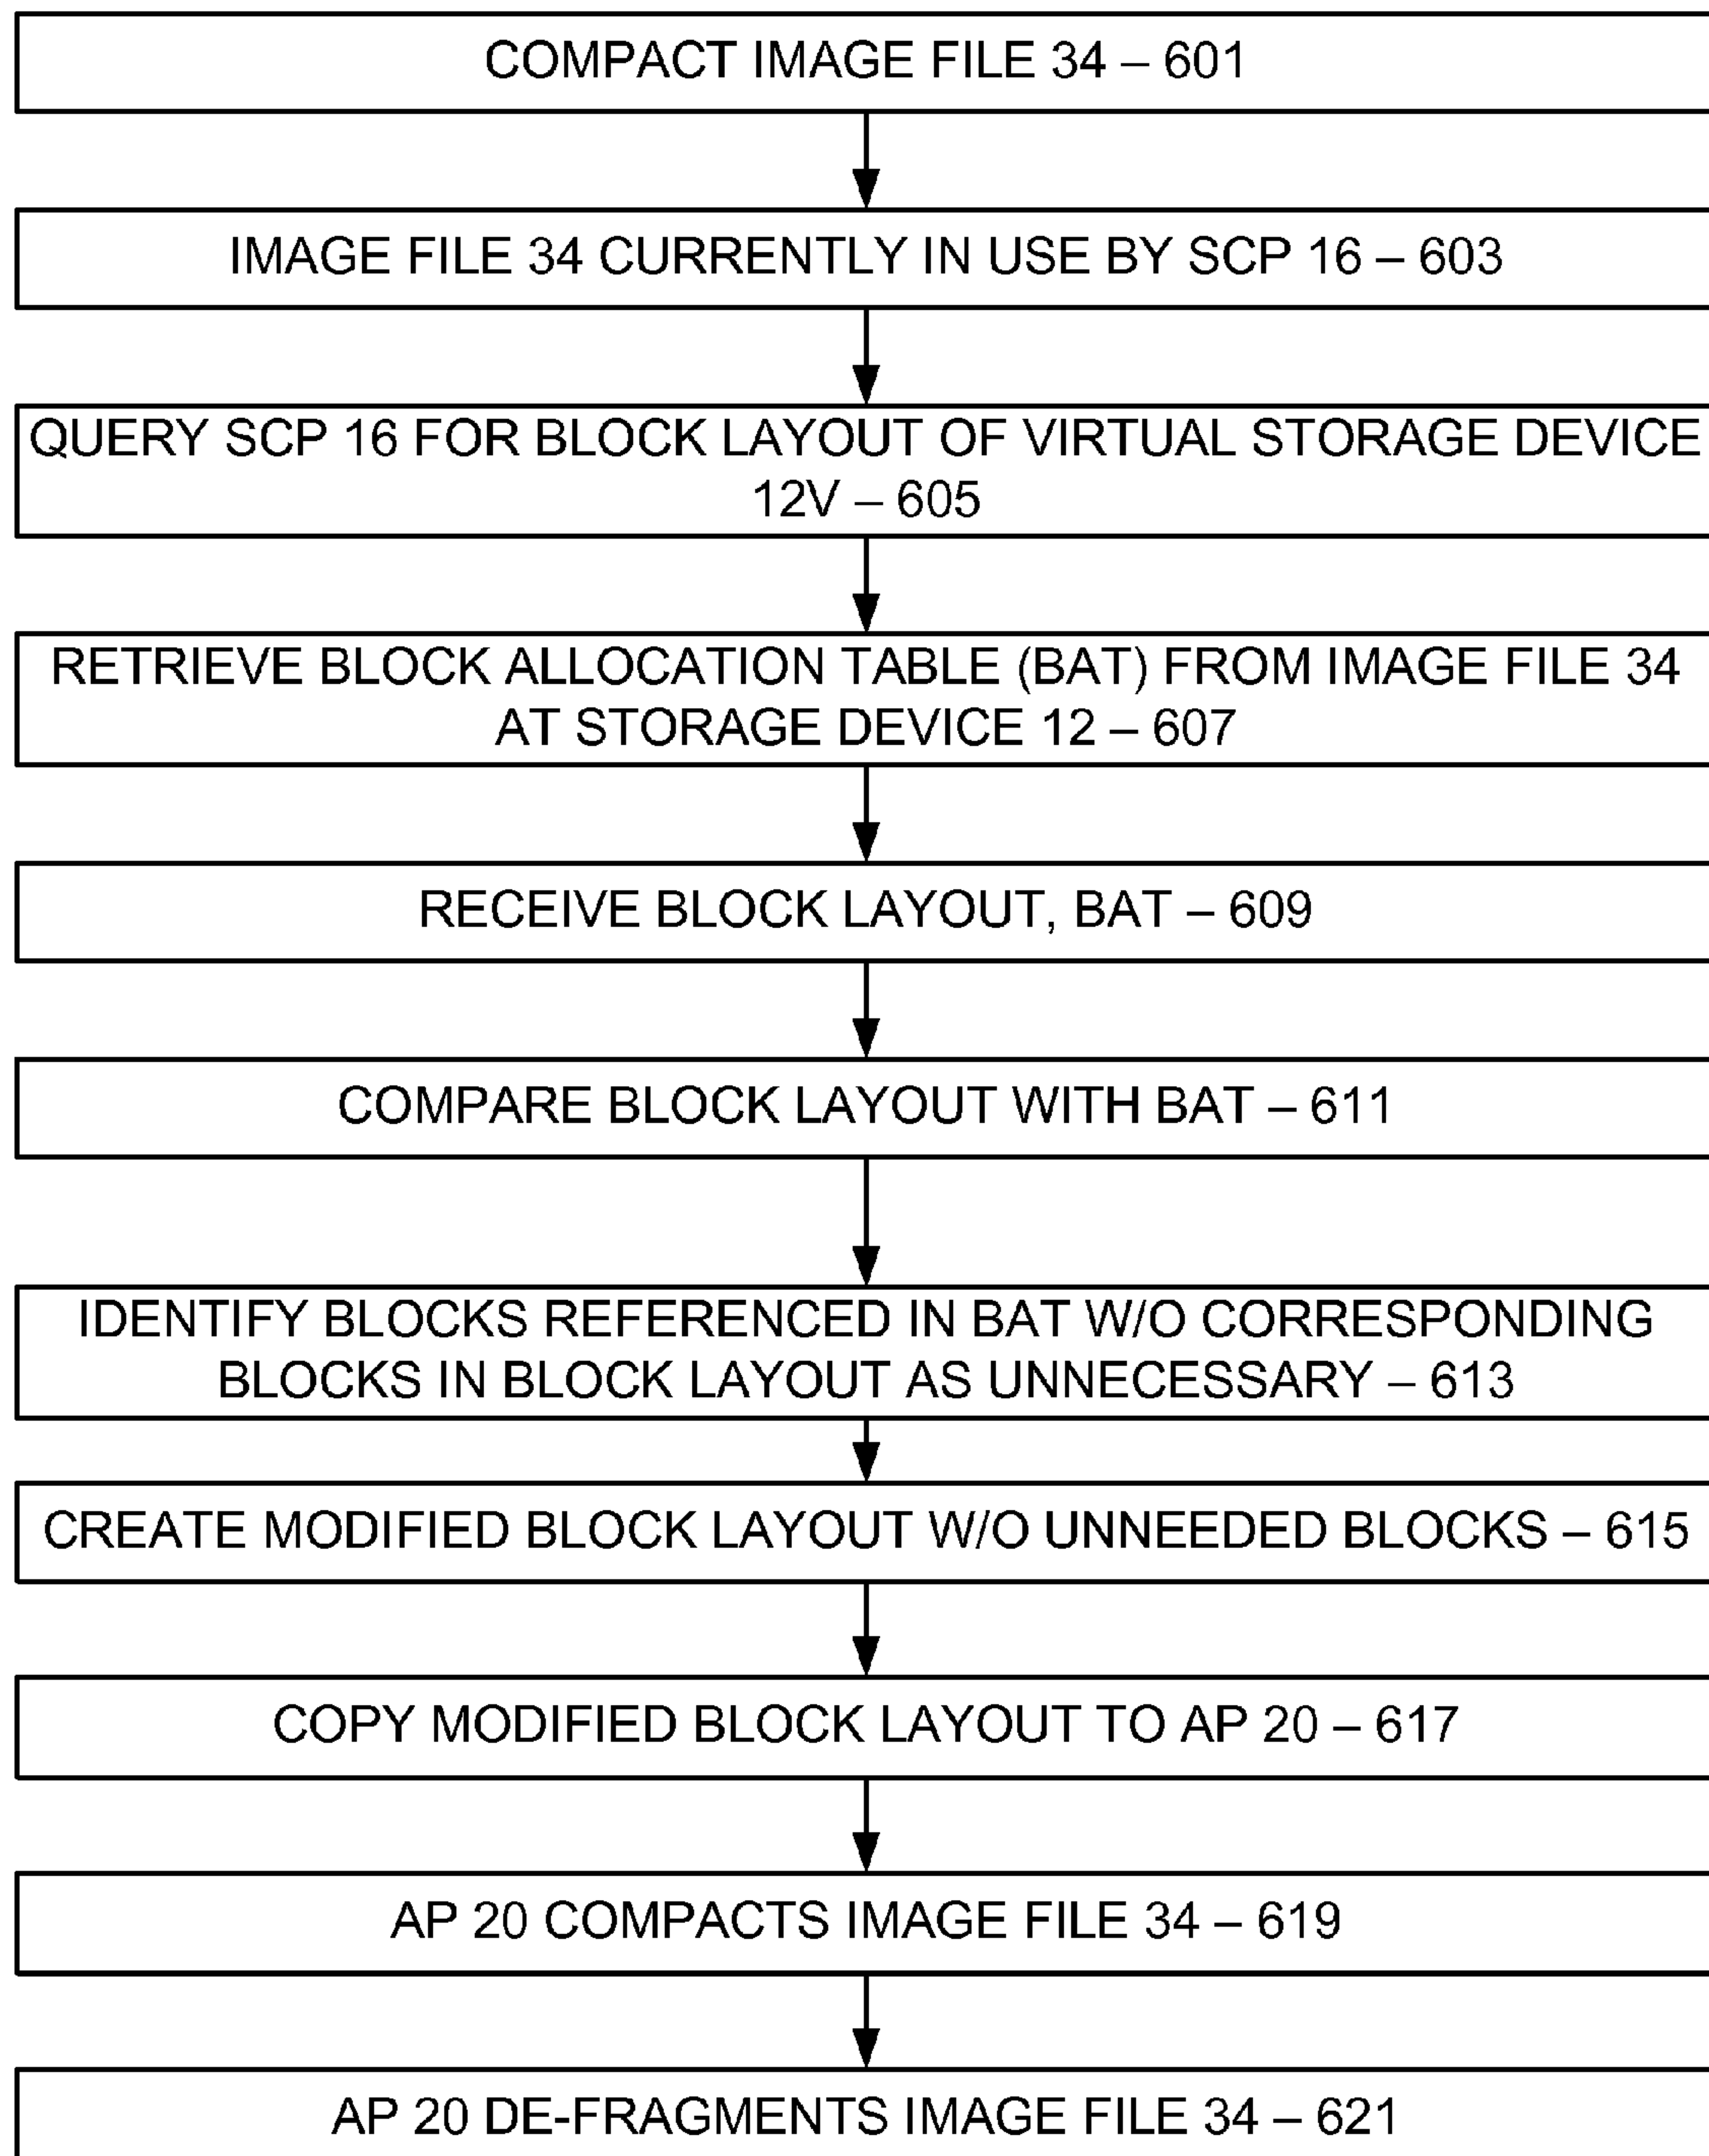 COMPACT IMAGE FILE 34 – 601
IMAGE FILE 34 CURRENTLY IN USE BY SCP 16 – 603
QUERY SCP 16 FOR BLOCK LAYOUT OF VIRTUAL STORAGE DEVICE
12V – 605
RETRIEVE BLOCK ALLOCATION TABLE (BAT) FROM IMAGE FILE 34
AT STORAGE DEVICE 12 – 607
RECEIVE BLOCK LAYOUT, BAT – 609
COMPARE BLOCK LAYOUT WITH BAT – 611
IDENTIFY BLOCKS REFERENCED IN BAT W/O CORRESPONDING
BLOCKS IN BLOCK LAYOUT AS UNNECESSARY – 613
CREATE MODIFIED BLOCK LAYOUT W/O UNNEEDED BLOCKS – 615
COPY MODIFIED BLOCK LAYOUT TO AP 20 – 617
AP 20 COMPACTS IMAGE FILE 34 – 619
AP 20 DE-FRAGMENTS IMAGE FILE 34 – 621